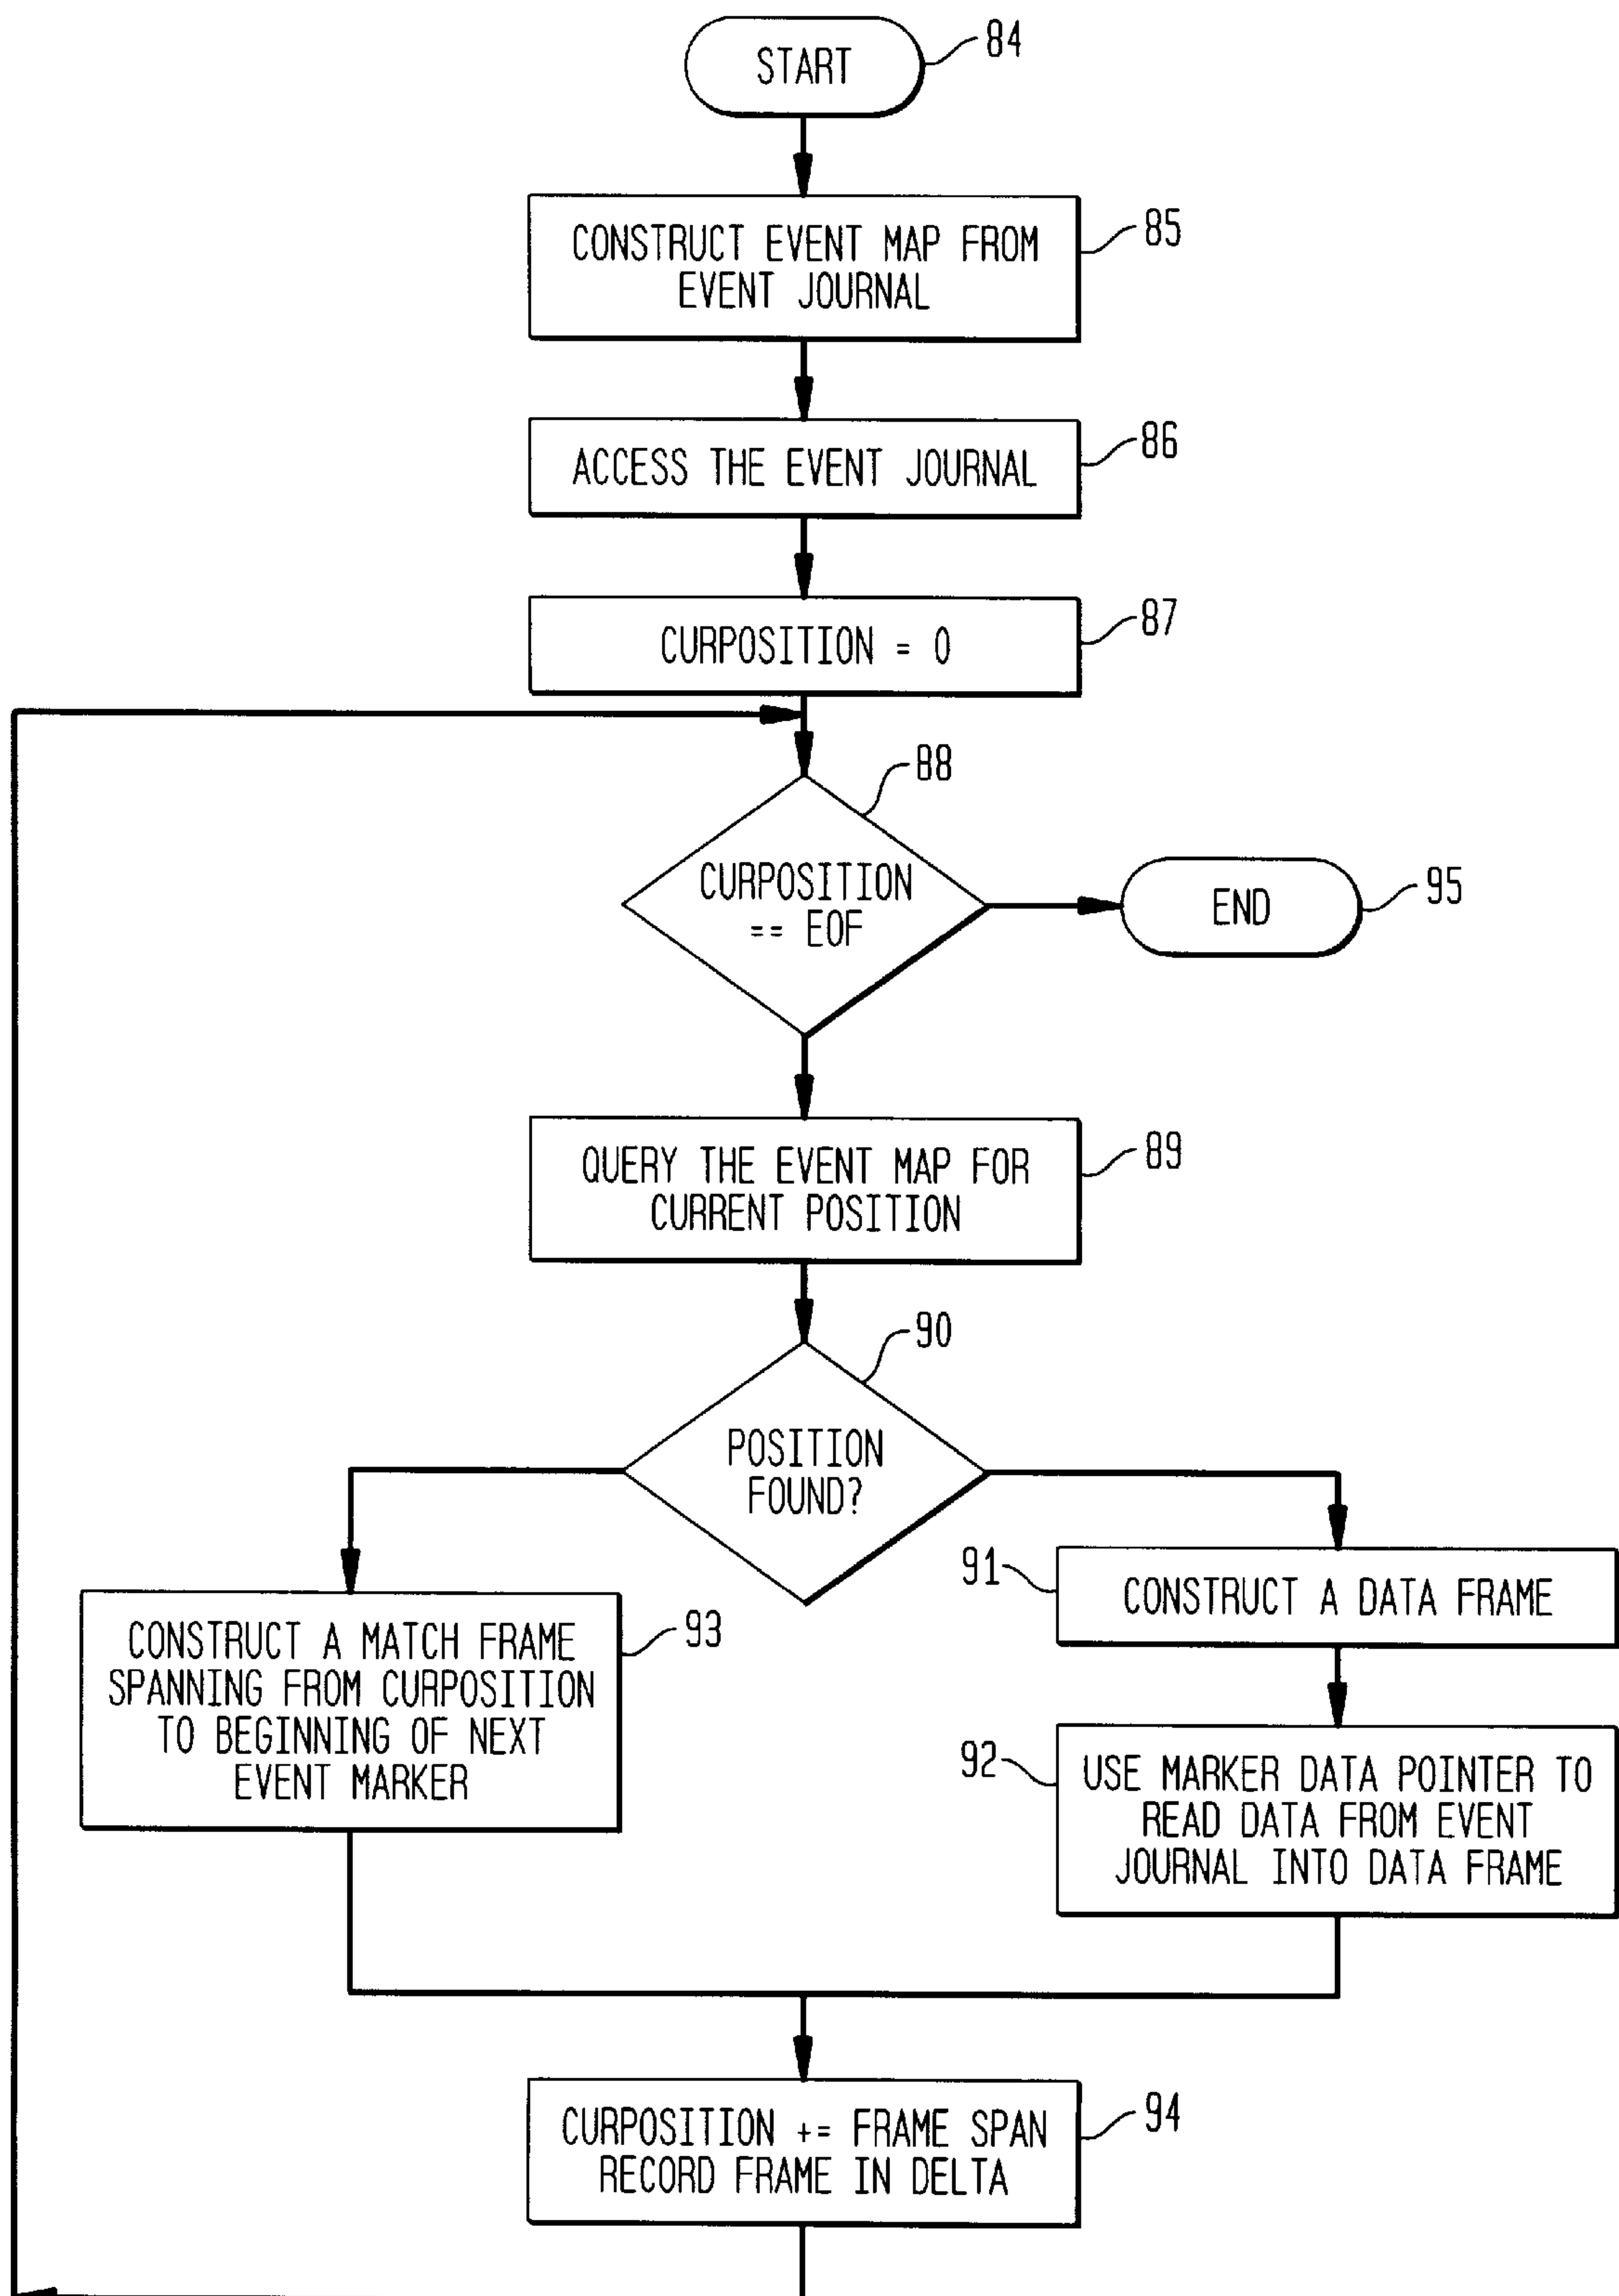 START
84
CONSTRUCT EVENT MAP FROM
EVENT JOURNAL
85
ACCESS THE EVENT JOURNAL
86
CURPOSITION = 0
87
88
CURPOSITION
== EOF
END
95
QUERY THE EVENT MAP FOR
CURRENT POSITION
89
90
POSITION
FOUND?
91
CONSTRUCT A DATA FRAME
CONSTRUCT A MATCH FRAME
SPANNING FROM CURPOSITION
TO BEGINNING OF NEXT
EVENT MARKER
93
92
USE MARKER DATA POINTER TO
READ DATA FROM EVENT
JOURNAL INTO DATA FRAME
CURPOSITION += FRAME SPAN
RECORD FRAME IN DELTA
94